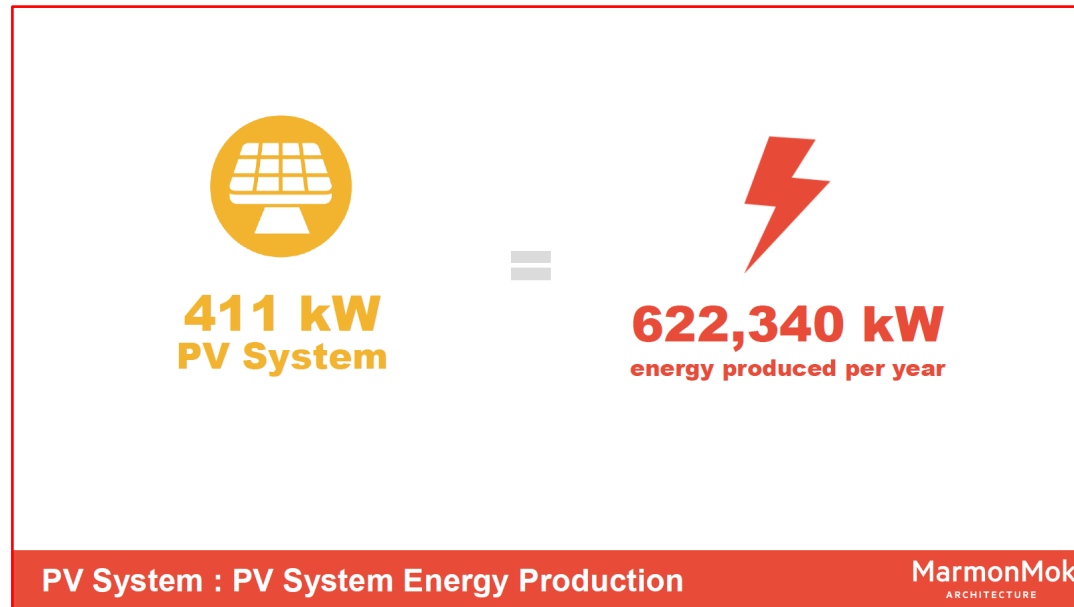 411 kW
PV System
622,340 kW
energy produced per year
PV System : PV System Energy Production
MarmonMok
ARCHITECTURE